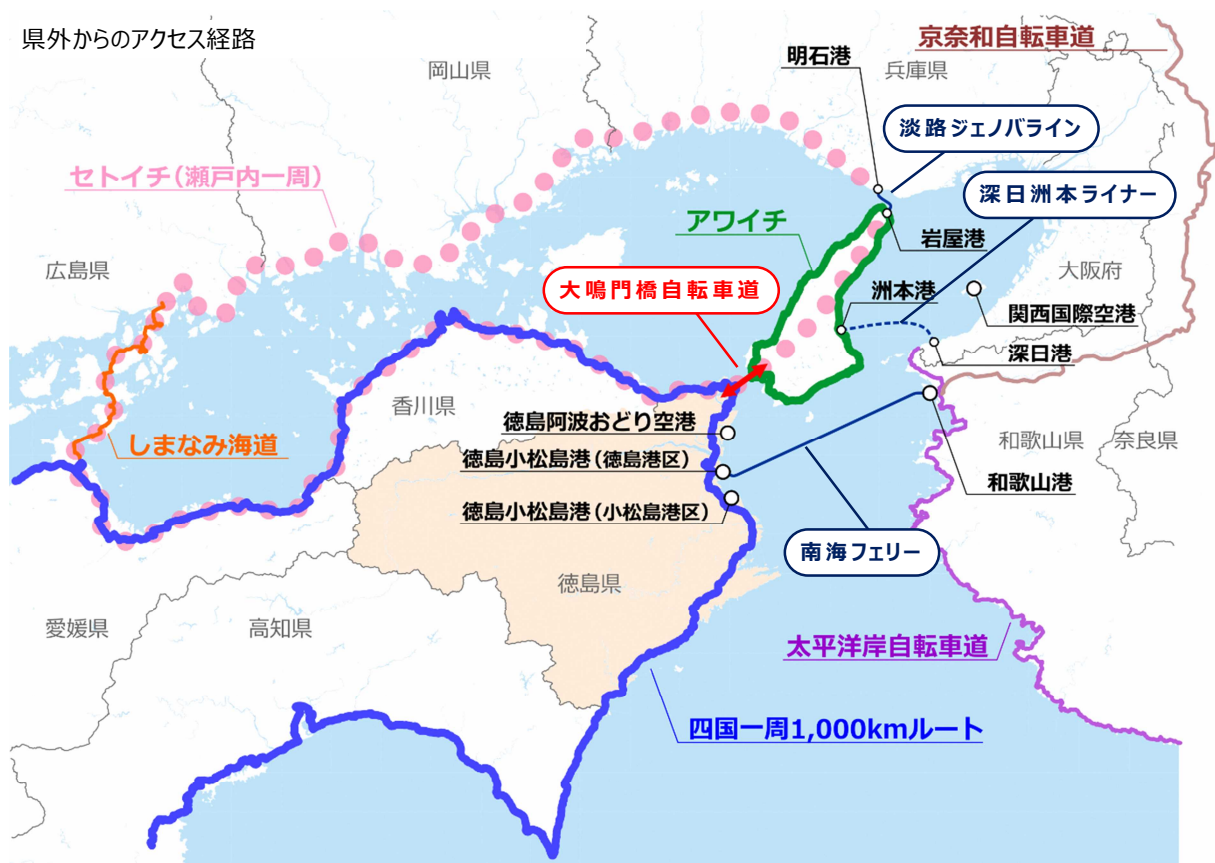 県外からのアクセス経路
京奈和自転車道
明石港
岡山県
兵庫県
淡路ジェノバライン
セトイチ(瀬戸内一周)
深日洲本ライナー
アワイチ
岩屋港
広島県
大阪府
大鳴門橋自転車道
洲本港
関西国際空港
深日港
香川県
徳島阿波おどり空港
しまなみ海道
和歌山県
奈良県
徳島小松島港(徳島港区)
和歌山港
徳島小松島港(小松島港区)
南海フェリー
徳島県
愛媛県
高知県
太平洋岸自転車道
四国一周1,000kmルート